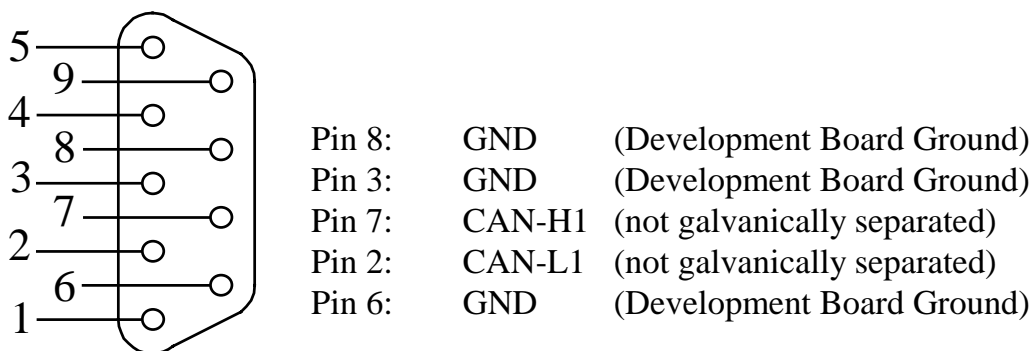 5
9
4
8
3
7
2
6
1
Pin 8: GND (Development Board Ground)
Pin 3: GND (Development Board Ground)
Pin 7: CAN-H1 (not galvanically separated)
Pin 2: CAN-L1 (not galvanically separated)
Pin 6: GND (Development Board Ground)